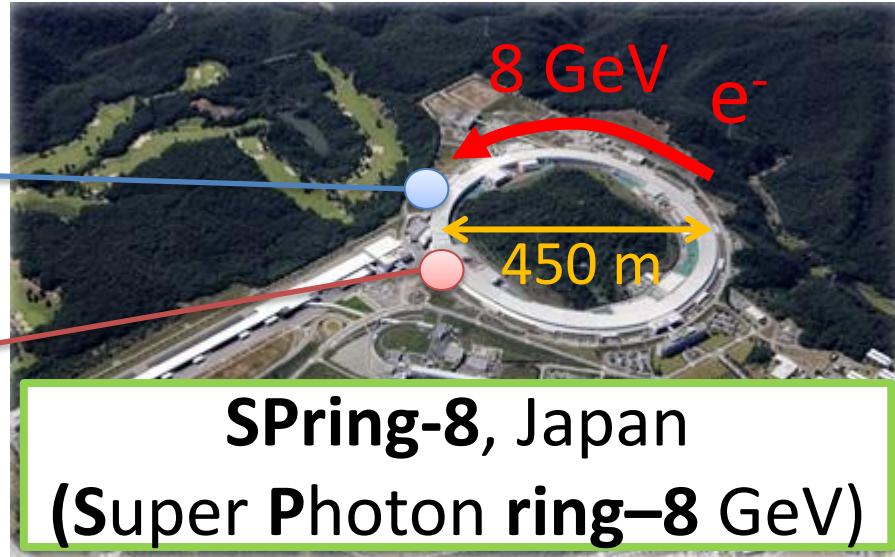 8 GeV
e-
450 m
SPring-8, Japan
(Super Photon ring–8 GeV)